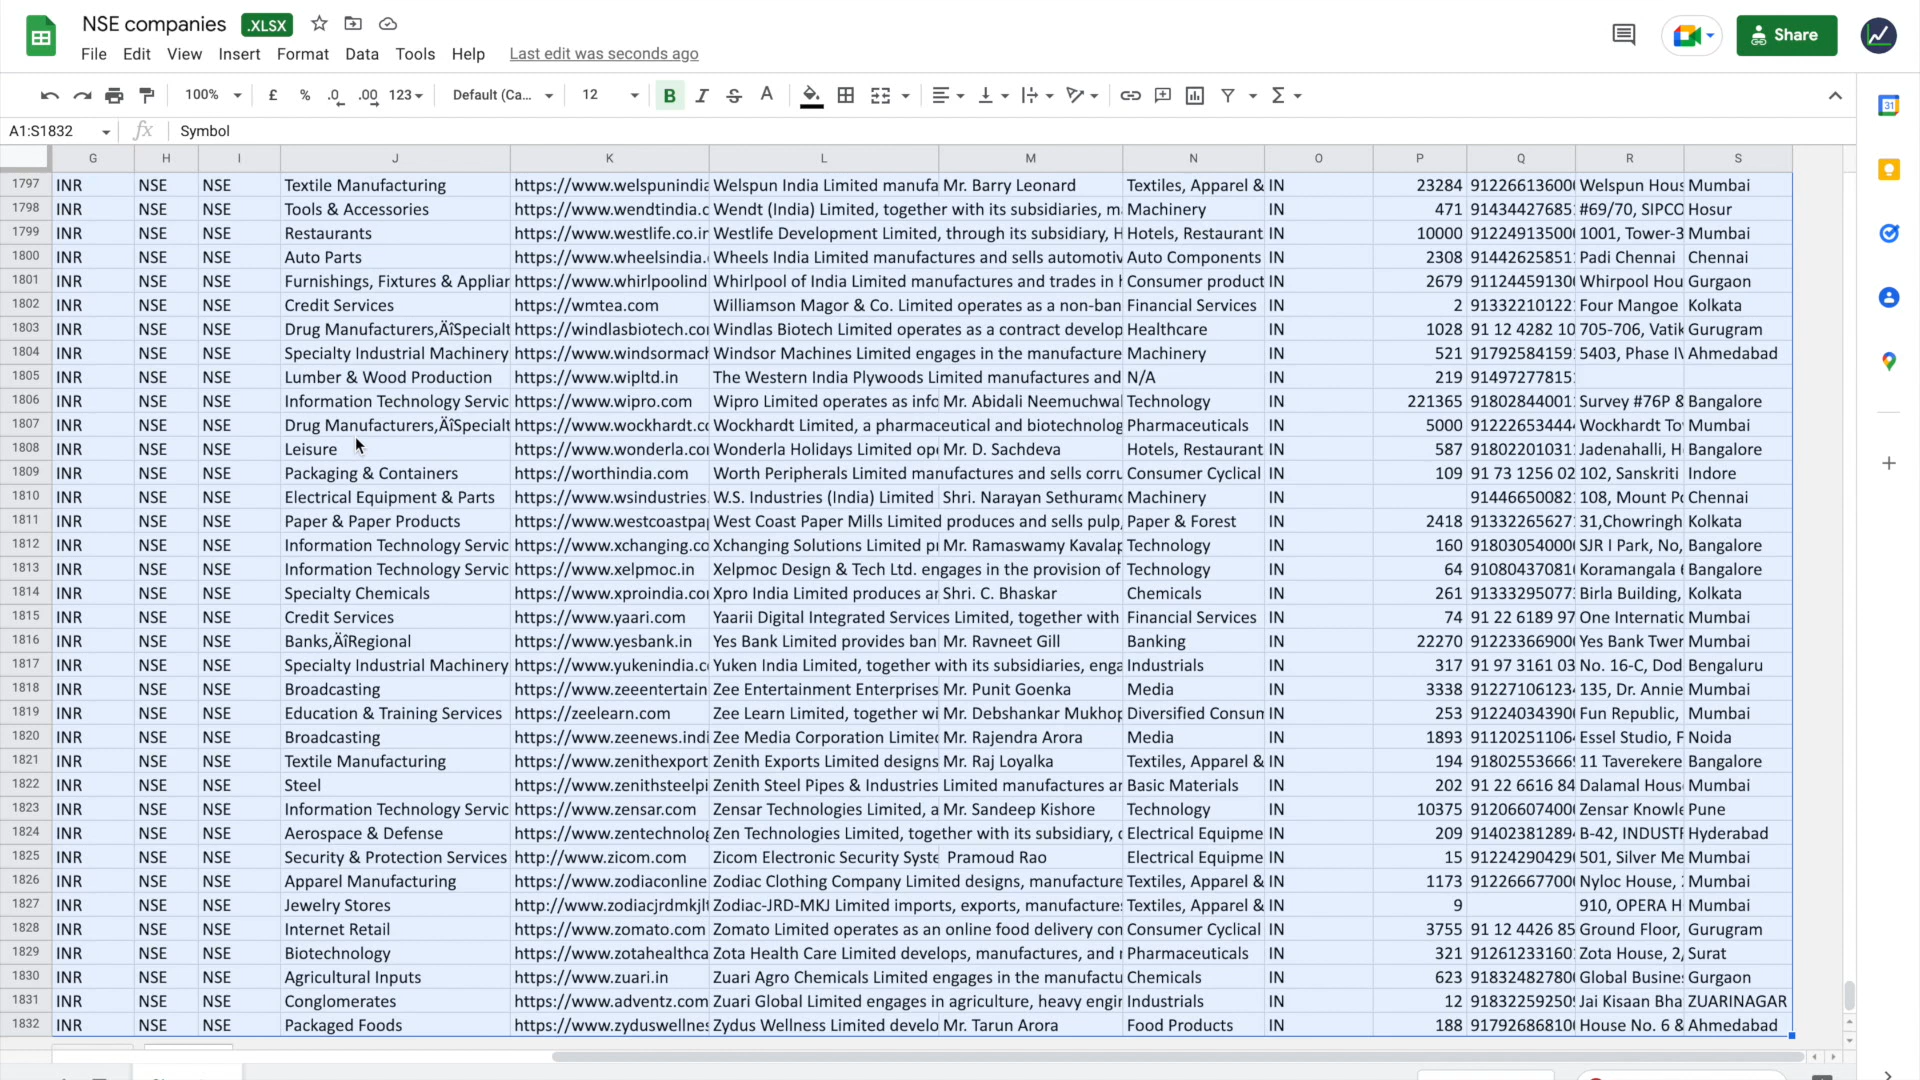 NSE companies .XLSX
File Edit View Insert Format Data Tools Help Last edit was seconds ago
Share
100% £ % .0 .00 123 Default (Ca... 12 B I S A
A1:S1832 fx Symbol
G H I J K L M N O P Q R S
1797 INR NSE NSE Textile Manufacturing https://www.welspunindia Welspun India Limited manufa Mr. Barry Leonard Textiles, Apparel & IN 23284 912266136000 Welspun Hous Mumbai
1798 INR NSE NSE Tools & Accessories https://www.wendtindia.c Wendt (India) Limited, together with its subsidiaries, m Machinery IN 471 91434427685 #69/70, SIPCO Hosur
1799 INR NSE NSE Restaurants https://www.westlife.co.in Westlife Development Limited, through its subsidiary, H Hotels, Restaurant IN 10000 912249135000 1001, Tower-3 Mumbai
1800 INR NSE NSE Auto Parts https://www.wheelsindia. Wheels India Limited manufactures and sells automotiv Auto Components IN 2308 91442625851 Padi Chennai Chennai
1801 INR NSE NSE Furnishings, Fixtures & Applian https://www.whirlpoolind Whirlpool of India Limited manufactures and trades in Consumer product IN 2679 911244591300 Whirpool Hou Gurgaon
1802 INR NSE NSE Credit Services https://wmtea.com Williamson Magor & Co. Limited operates as a non-ban Financial Services IN 2 91332210122 Four Mangoe Kolkata
1803 INR NSE NSE Drug Manufacturers‚ÄîSpecialt https://windlasbiotech.co Windlas Biotech Limited operates as a contract develop Healthcare IN 1028 91 12 4282 10 705-706, Vatik Gurugram
1804 INR NSE NSE Specialty Industrial Machinery https://www.windsormach Windsor Machines Limited engages in the manufacture Machinery IN 521 91792584159 5403, Phase IV Ahmedabad
1805 INR NSE NSE Lumber & Wood Production https://www.wipltd.in The Western India Plywoods Limited manufactures and N/A IN 219 91497277815
1806 INR NSE NSE Information Technology Servic https://www.wipro.com Wipro Limited operates as info Mr. Abidali Neemuchwal Technology IN 221365 91802844001 Survey #76P & Bangalore
1807 INR NSE NSE Drug Manufacturers‚ÄîSpecialt https://www.wockhardt.co Wockhardt Limited, a pharmaceutical and biotechnolog Pharmaceuticals IN 5000 91222653444 Wockhardt To Mumbai
1808 INR NSE NSE Leisure https://www.wonderla.co Wonderla Holidays Limited ope Mr. D. Sachdeva Hotels, Restaurant IN 587 91802201031 Jadenahalli, H Bangalore
1809 INR NSE NSE Packaging & Containers https://worthindia.com Worth Peripherals Limited manufactures and sells corru Consumer Cyclical IN 109 91 73 1256 02 102, Sanskriti Indore
1810 INR NSE NSE Electrical Equipment & Parts https://www.wsindustries. W.S. Industries (India) Limited Shri. Narayan Sethuramo Machinery IN 91446650082 108, Mount Po Chennai
1811 INR NSE NSE Paper & Paper Products https://www.westcoastpa West Coast Paper Mills Limited produces and sells pulp, Paper & Forest IN 2418 91332265627 31,Chowringh Kolkata
1812 INR NSE NSE Information Technology Servic https://www.xchanging.co Xchanging Solutions Limited pr Mr. Ramaswamy Kavalap Technology IN 160 918030540000 SJR I Park, No, Bangalore
1813 INR NSE NSE Information Technology Servic https://www.xelpmoc.in Xelpmoc Design & Tech Ltd. engages in the provision of Technology IN 64 91080437081 Koramangala Bangalore
1814 INR NSE NSE Specialty Chemicals https://www.xproindia.co Xpro India Limited produces an Shri. C. Bhaskar Chemicals IN 261 91333295077 Birla Building, Kolkata
1815 INR NSE NSE Credit Services https://www.yaari.com Yaarii Digital Integrated Services Limited, together with Financial Services IN 74 91 22 6189 97 One Internatic Mumbai
1816 INR NSE NSE Banks‚ÄîRegional https://www.yesbank.in Yes Bank Limited provides ban Mr. Ravneet Gill Banking IN 22270 912233669000 Yes Bank Twer Mumbai
1817 INR NSE NSE Specialty Industrial Machinery https://www.yukenindia.c Yuken India Limited, together with its subsidiaries, enga Industrials IN 317 91 97 3161 03 No. 16-C, Dod Bengaluru
1818 INR NSE NSE Broadcasting https://www.zeeentertain Zee Entertainment Enterprises Mr. Punit Goenka Media IN 3338 91227106123 135, Dr. Annie Mumbai
1819 INR NSE NSE Education & Training Services https://zeelearn.com Zee Learn Limited, together wi Mr. Debshankar Mukhop Diversified Consum IN 253 912240343900 Fun Republic, Mumbai
1820 INR NSE NSE Broadcasting https://www.zeenews.indi Zee Media Corporation Limited Mr. Rajendra Arora Media IN 1893 91120251106 Essel Studio, F Noida
1821 INR NSE NSE Textile Manufacturing https://www.zenithexport Zenith Exports Limited designs Mr. Raj Loyalka Textiles, Apparel & IN 194 91802553666 11 Taverekere Bangalore
1822 INR NSE NSE Steel https://www.zenithsteelpi Zenith Steel Pipes & Industries Limited manufactures an Basic Materials IN 202 91 22 6616 84 Dalamal Hous Mumbai
1823 INR NSE NSE Information Technology Servic https://www.zensar.com Zensar Technologies Limited, a Mr. Sandeep Kishore Technology IN 10375 912066074000 Zensar Knowle Pune
1824 INR NSE NSE Aerospace & Defense https://www.zentechnolog Zen Technologies Limited, together with its subsidiary, Electrical Equipme IN 209 91402381289 B-42, INDUSTR Hyderabad
1825 INR NSE NSE Security & Protection Services http://www.zicom.com Zicom Electronic Security Syste Pramoud Rao Electrical Equipme IN 15 91224290429 501, Silver Me Mumbai
1826 INR NSE NSE Apparel Manufacturing https://www.zodiaconline Zodiac Clothing Company Limited designs, manufacture Textiles, Apparel & IN 1173 912266677000 Nyloc House, Mumbai
1827 INR NSE NSE Jewelry Stores http://www.zodiacjrdmkjlt Zodiac-JRD-MKJ Limited imports, exports, manufactures Textiles, Apparel & IN 9 910, OPERA H Mumbai
1828 INR NSE NSE Internet Retail https://www.zomato.com Zomato Limited operates as an online food delivery con Consumer Cyclical IN 3755 91 12 4426 85 Ground Floor, Gurugram
1829 INR NSE NSE Biotechnology https://www.zotahealthca Zota Health Care Limited develops, manufactures, and Pharmaceuticals IN 321 91261233160 Zota House, 2, Surat
1830 INR NSE NSE Agricultural Inputs https://www.zuari.in Zuari Agro Chemicals Limited engages in the manufactu Chemicals IN 623 918324827800 Global Busine Gurgaon
1831 INR NSE NSE Conglomerates https://www.adventz.com Zuari Global Limited engages in agriculture, heavy engin Industrials IN 12 91832259250 Jai Kisaan Bha ZUARINAGAR
1832 INR NSE NSE Packaged Foods https://www.zyduswellnes Zydus Wellness Limited develo Mr. Tarun Arora Food Products IN 188 917926868100 House No. 6 & Ahmedabad